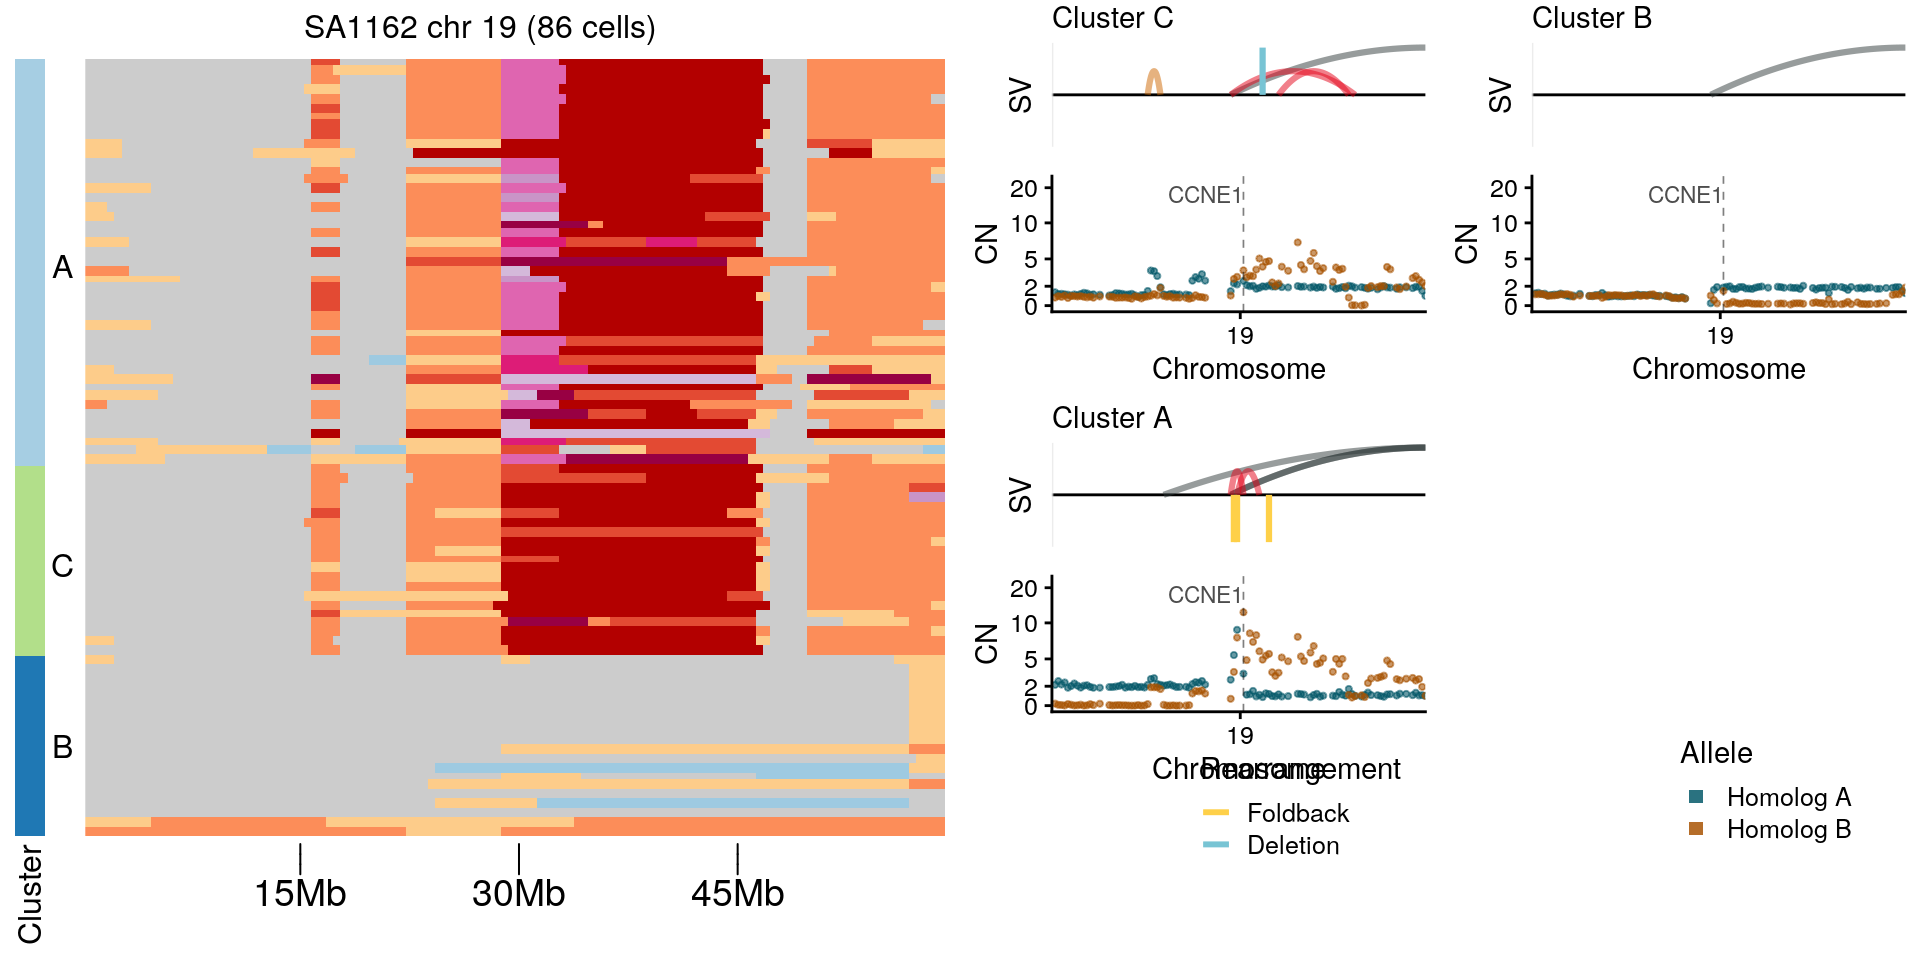 SA1162 chr 19 (86 cells)
A
C
B
Cluster
15Mb
30Mb
45Mb
Cluster C
SV
CN
20
10
5
2
0
CCNE1
19
Chromosome
Cluster B
SV
CN
20
10
5
2
0
CCNE1
19
Chromosome
Cluster A
SV
CN
20
10
5
2
0
CCNE1
19
Chromosome
Rearrangement
Foldback
Deletion
Allele
Homolog A
Homolog B